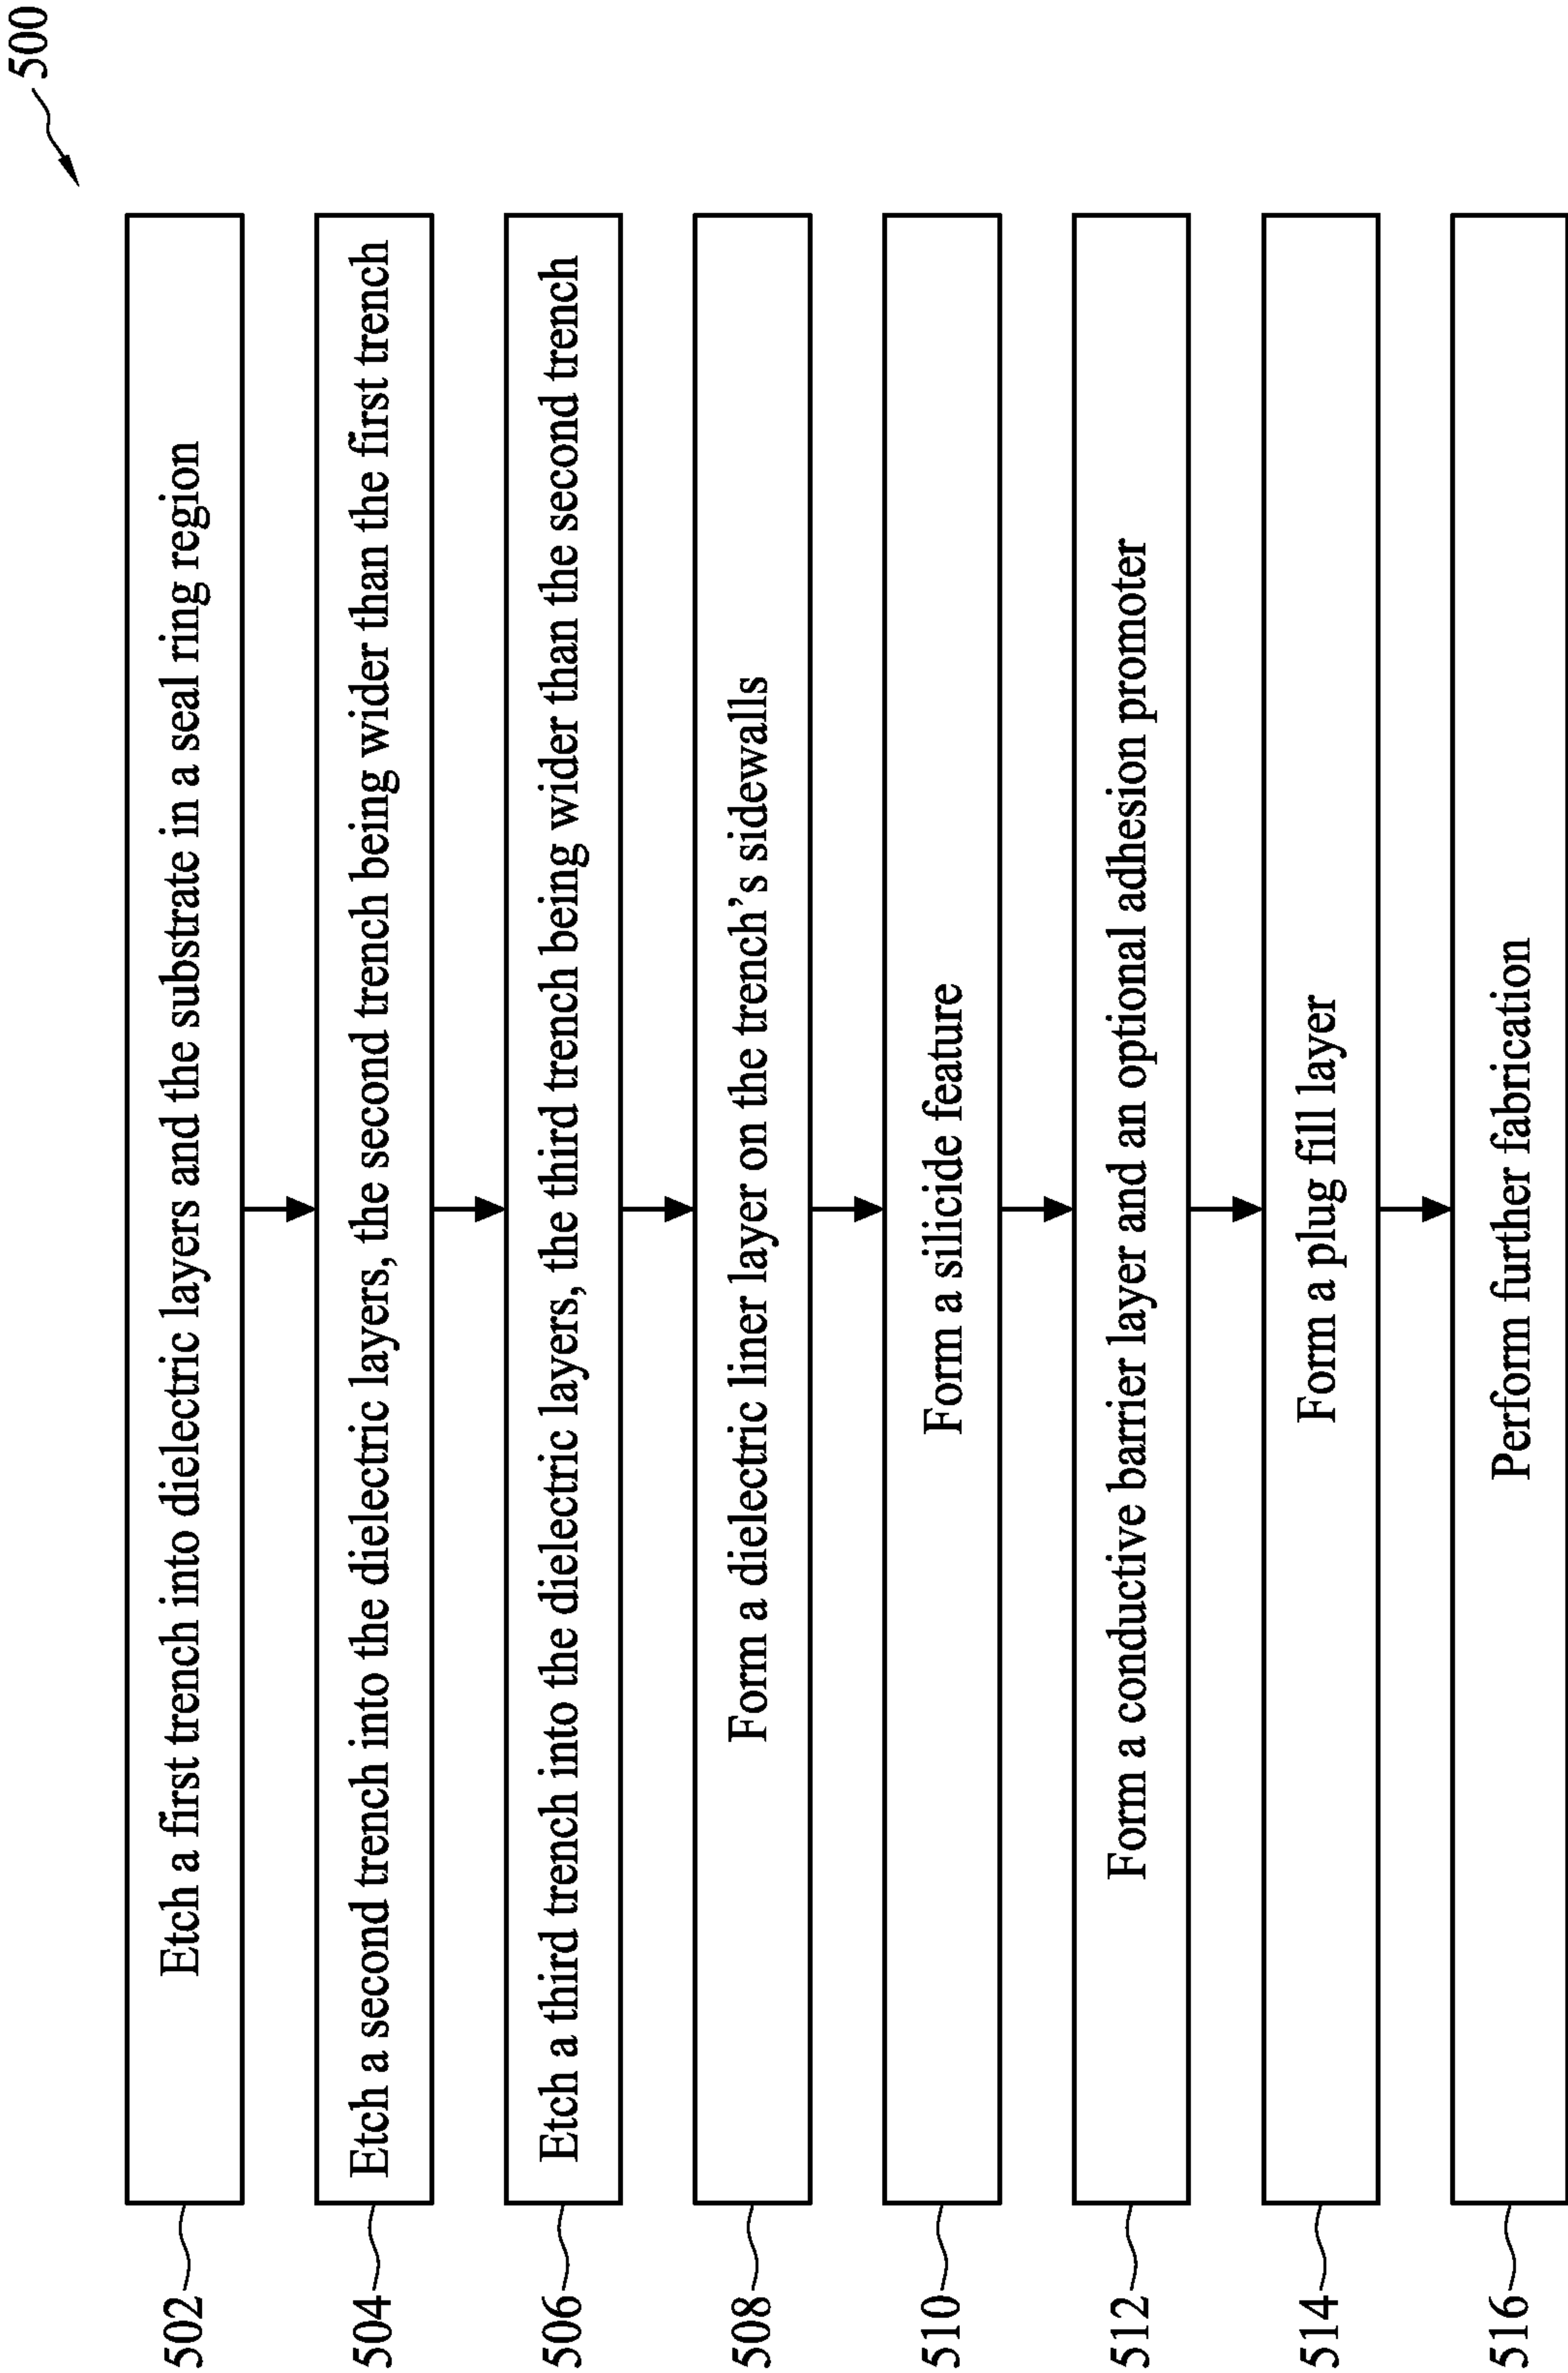 500
502
Etch a first trench into dielectric layers and the substrate in a seal ring region
504
Etch a second trench into the dielectric layers, the second trench being wider than the first trench
506
Etch a third trench into the dielectric layers, the third trench being wider than the second trench
508
Form a dielectric liner layer on the trench’s sidewalls
510
Form a silicide feature
512
Form a conductive barrier layer and an optional adhesion promoter
514
Form a plug fill layer
516
Perform further fabrication